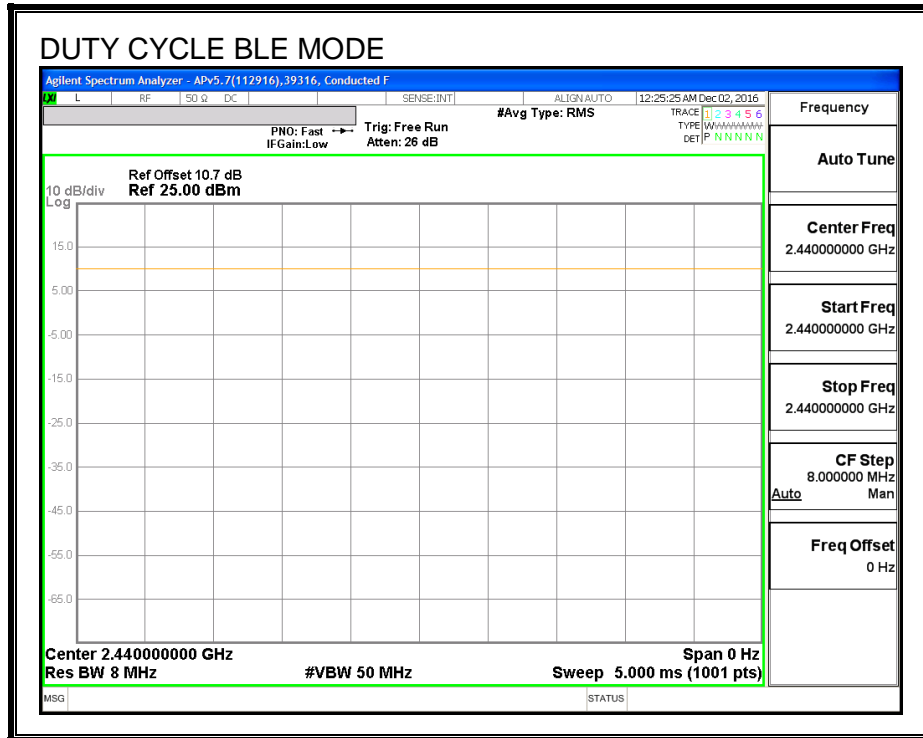 DUTY CYCLE BLE MODE
Agilent Spectrum Analyzer - APv5.7(112916),39316, Conducted F
LXI L RF 50 Ω DC SENSE:INT ALIGN AUTO 12:25:25 AM Dec 02, 2016
PNO: Fast
IFGain:Low
Trig: Free Run
Atten: 26 dB
#Avg Type: RMS
TRACE 1 2 3 4 5 6
TYPE WWWWWW
DET P N N N N N
Ref Offset 10.7 dB
10 dB/div Ref 25.00 dBm
Log
15.0
5.00
-5.00
-15.0
-25.0
-35.0
-45.0
-55.0
-65.0
Center 2.440000000 GHz Span 0 Hz
Res BW 8 MHz #VBW 50 MHz Sweep 5.000 ms (1001 pts)
MSG STATUS
Frequency
Auto Tune
Center Freq
2.440000000 GHz
Start Freq
2.440000000 GHz
Stop Freq
2.440000000 GHz
CF Step
8.000000 MHz
Auto Man
Freq Offset
0 Hz